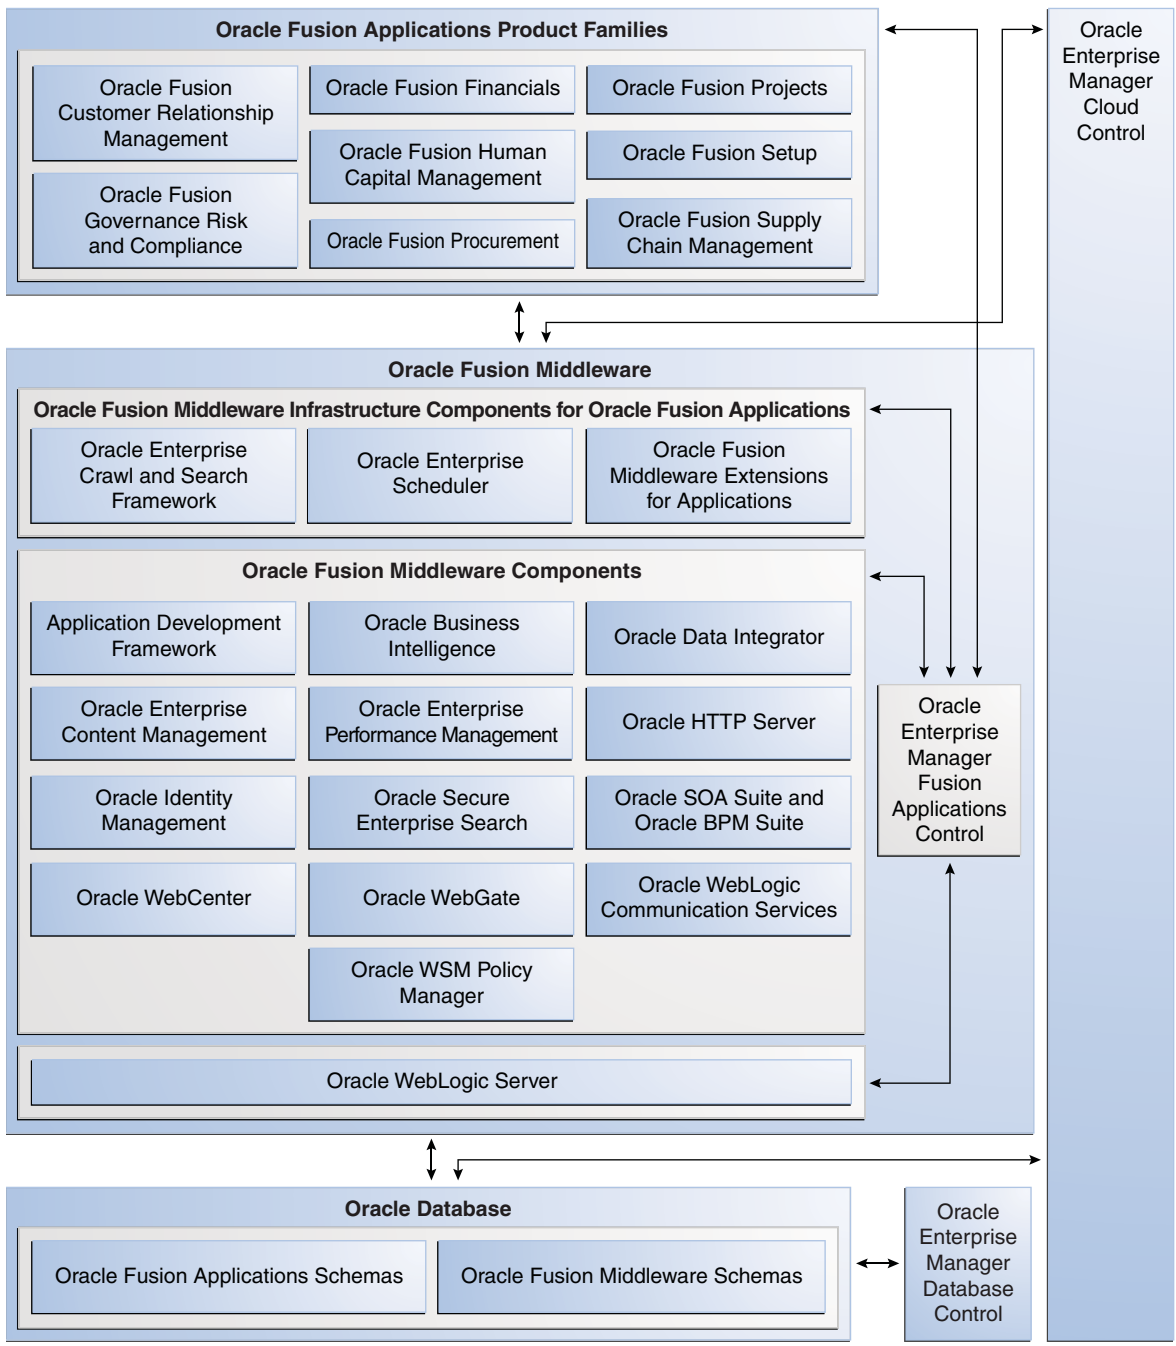 Oracle Fusion Applications Product Families
Oracle Fusion
Customer Relationship
Management
Oracle Fusion
Governance Risk
and Compliance
Oracle Fusion Financials
Oracle Fusion Human
Capital Management
Oracle Fusion Procurement
Oracle Fusion Projects
Oracle Fusion Setup
Oracle Fusion Supply
Chain Management
Oracle
Enterprise
Manager
Cloud
Control
Oracle Fusion Middleware
Oracle Fusion Middleware Infrastructure Components for Oracle Fusion Applications
Oracle Enterprise
Crawl and Search
Framework
Oracle Enterprise
Scheduler
Oracle Fusion
Middleware Extensions
for Applications
Oracle Fusion Middleware Components
Application Development
Framework
Oracle Business
Intelligence
Oracle Data Integrator
Oracle Enterprise
Content Management
Oracle Enterprise
Performance Management
Oracle HTTP Server
Oracle Identity
Management
Oracle Secure
Enterprise Search
Oracle SOA Suite and
Oracle BPM Suite
Oracle WebCenter
Oracle WebGate
Oracle WebLogic
Communication Services
Oracle WSM Policy
Manager
Oracle
Enterprise
Manager
Fusion
Applications
Control
Oracle WebLogic Server
Oracle Database
Oracle Fusion Applications Schemas
Oracle Fusion Middleware Schemas
Oracle
Enterprise
Manager
Database
Control